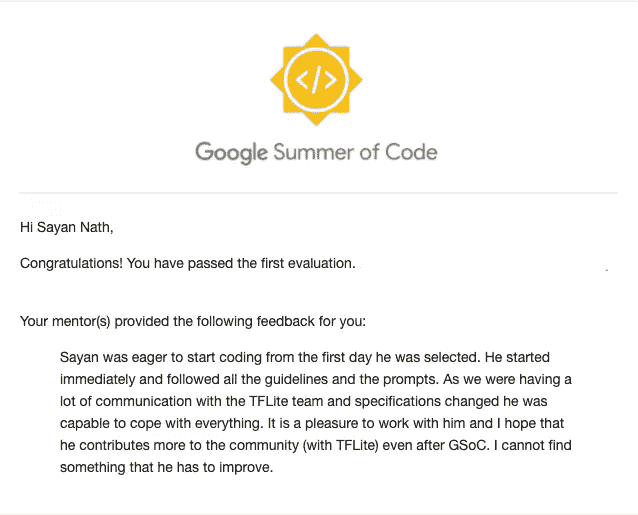 </>
Google Summer of Code
Hi Sayan Nath,
Congratulations! You have passed the first evaluation.
Your mentor(s) provided the following feedback for you:
Sayan was eager to start coding from the first day he was selected. He started
immediately and followed all the guidelines and the prompts. As we were having a
lot of communication with the TFLite team and specifications changed he was
capable to cope with everything. It is a pleasure to work with him and I hope that
he contributes more to the community (with TFLite) even after GSoC. I cannot find
something that he has to improve.